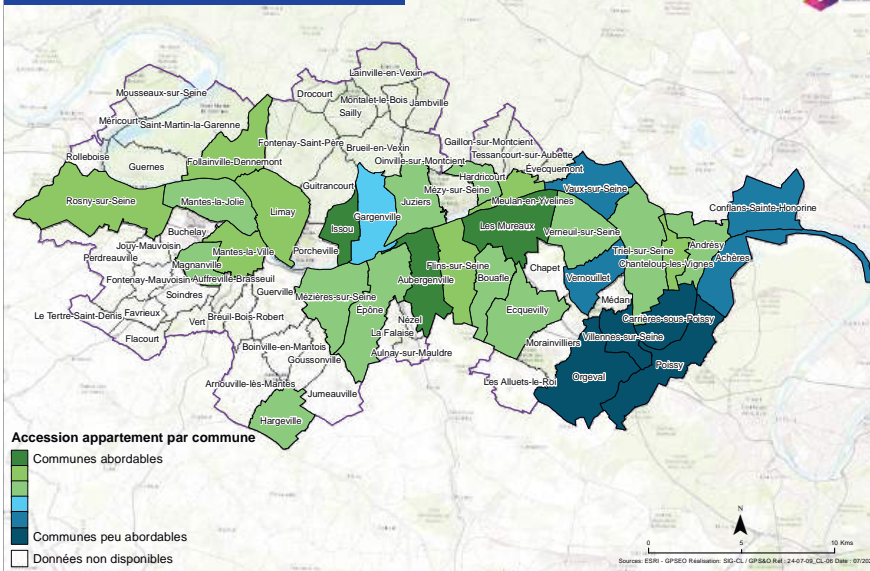 Lainville-en-Vexin
Mousseaux-sur-Seine
Drocourt
Montalet-le-Bois
Jambville
Sailly
Méricourt
Saint-Martin-la-Garenne
Fontenay-Saint-Père
Gaillon-sur-Montcient
Brueil-en-Vexin
Tessancourt-sur-Aubette
Rolleboise
Oinville-sur-Montcient
Guernes
Follainville-Dennemont
Évecquemont
Hardricourt
Guitrancourt
Mézy-sur-Seine
Vaux-sur-Seine
Rosny-sur-Seine
Mantes-la-Jolie
Juziers
Meulan-en-Yvelines
Conflans-Sainte-Honorine
Limay
Gargenville
Issou
Les Mureaux
Buchelay
Verneuil-sur-Seine
Jouy-Mauvoisin
Mantes-la-Ville
Porcheville
Triel-sur-Seine
Andrésy
Perdreauville
Magnanville
Flins-sur-Seine
Chapet
Chanteloup-les-Vignes
Achères
Fontenay-Mauvoisin
Auffreville-Brasseuil
Aubergenville
Bouafle
Vernouillet
Soindres
Guerville
Mézières-sur-Seine
Médan
Le Tertre-Saint-Denis
Favrieux
Vert
Breuil-Bois-Robert
Épône
Nézel
Ecquevilly
Carrières-sous-Poissy
La Falaise
Villennes-sur-Seine
Flacourt
Boinville-en-Mantois
Aulnay-sur-Mauldre
Morainvilliers
Goussonville
Poissy
Arnouville-lès-Mantes
Les Alluets-le-Roi
Orgeval
Jumeauville
Hargeville
Accession appartement par commune
Communes abordables
Communes peu abordables
Données non disponibles
N
0 5 10 Kms
Sources: ESRI - GPSEO Réalisation: SIG-CL / GPS&O Réf.: 24-07-09_CL-06 Date : 07/202